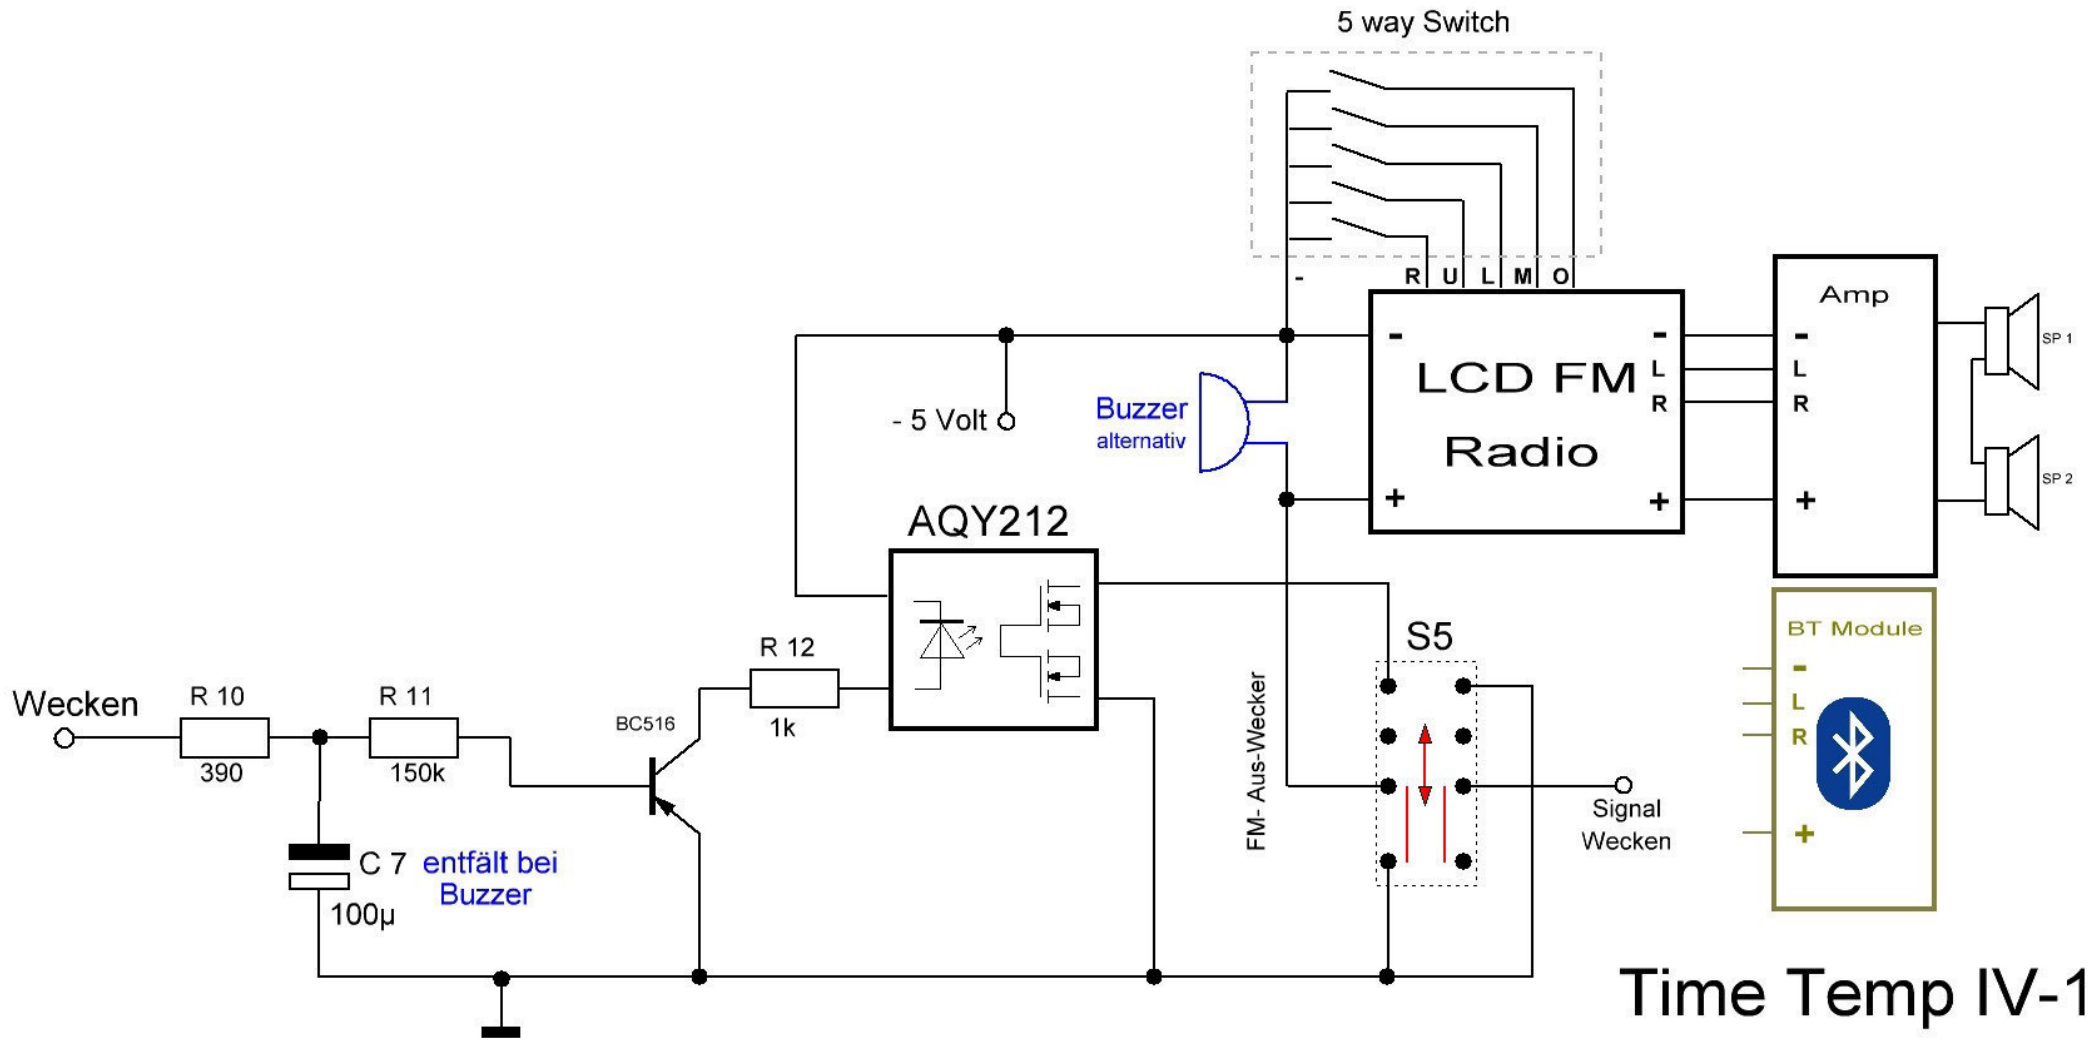 5 way Switch
- R U L M O
Amp
- - -
LCD FM L L
R R
Radio
+ + +
SP 1
SP 2
- 5 Volt
Buzzer
alternativ
AQY212
S5
FM- Aus-Wecker
BT Module
-
L
R
+
Wecken
R 10
390
R 11
150k
BC516
R 12
1k
C 7 entfält bei
Buzzer
100µ
Signal
Wecken
Time Temp IV-1